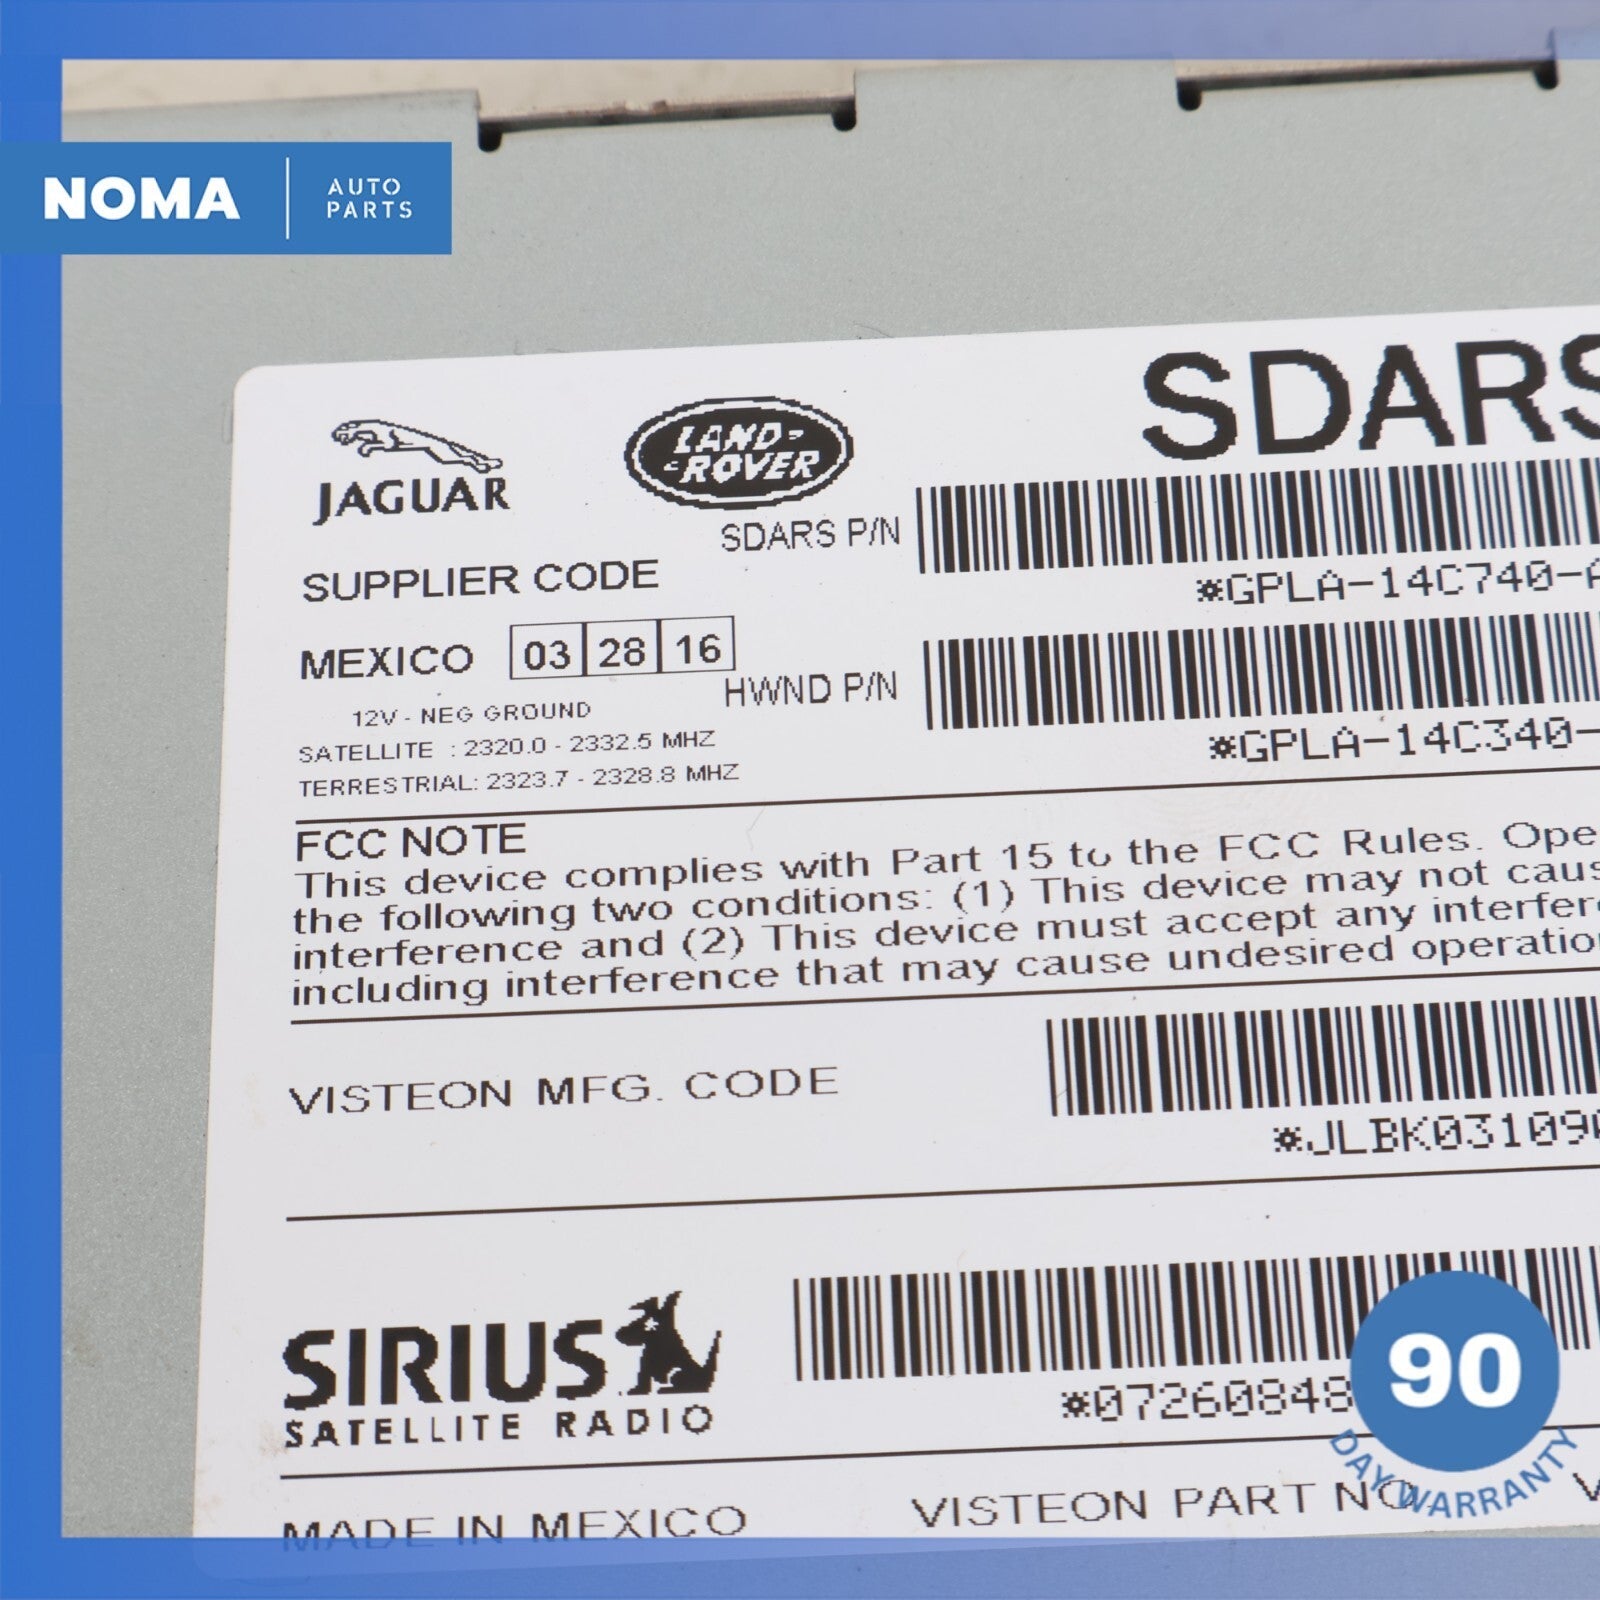 NOMA
AUTO
PARTS
SDARS
JAGUAR
LAND-
-ROVER
SDARS P/N
*GPLA-14C740-A
SUPPLIER CODE
MEXICO 03 28 16
HWND P/N
*GPLA-14C340-
12V - NEG GROUND
SATELLITE : 2320.0 - 2332.5 MHZ
TERRESTRIAL: 2323.7 - 2328.8 MHZ
FCC NOTE
This device complies with Part 15 to the FCC Rules. Ope
the following two conditions: (1) This device may not caus
interference and (2) This device must accept any interfer
including interference that may cause undesired operatio
VISTEON MFG. CODE
*JLBK03109
SIRIUS
SATELLITE RADIO
*07260848
90
DAY WARRANTY
MADE IN MEXICO
VISTEON PART NO. V